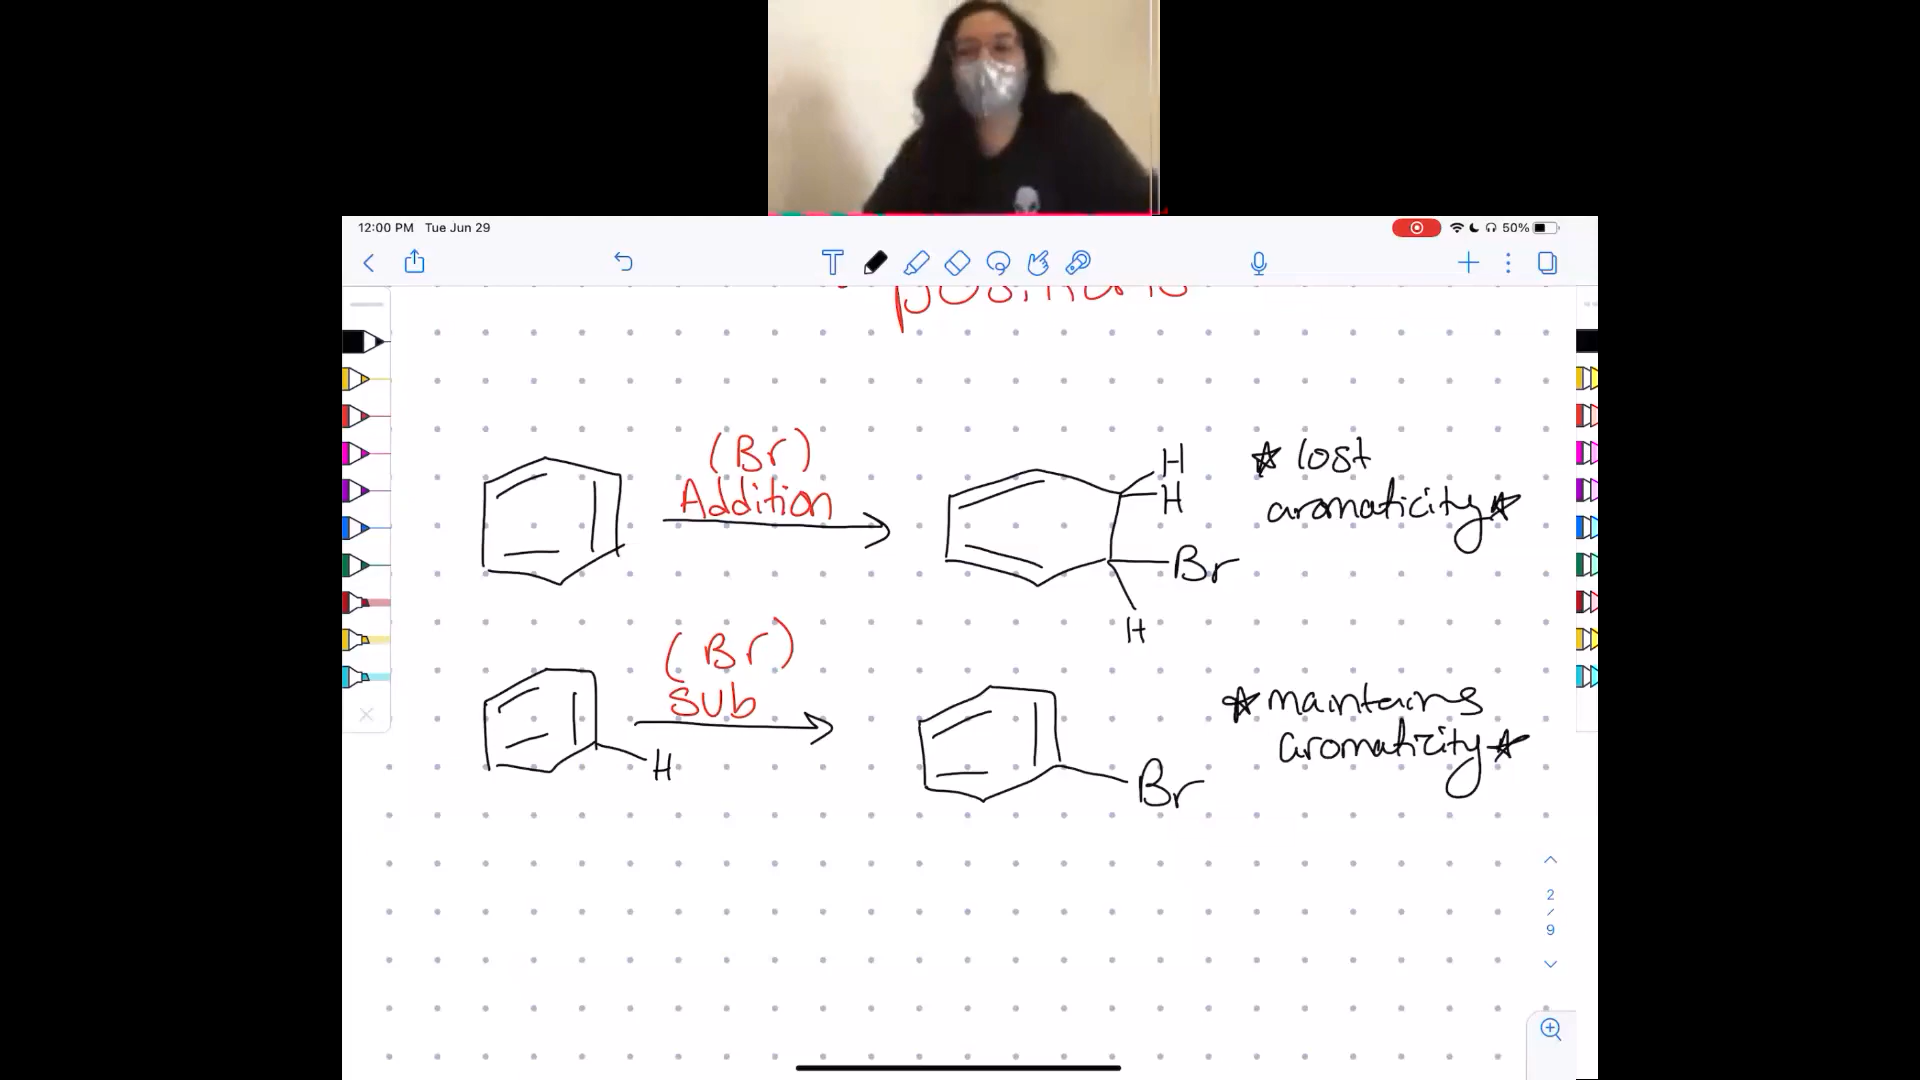 12:00 PM Tue Jun 29
50%
T
positions
(Br)
Addition
H
H
Br
H
☆ lost
aromaticity☆
(Br)
sub
H
Br
☆ maintains
aromaticity☆
2
/
9